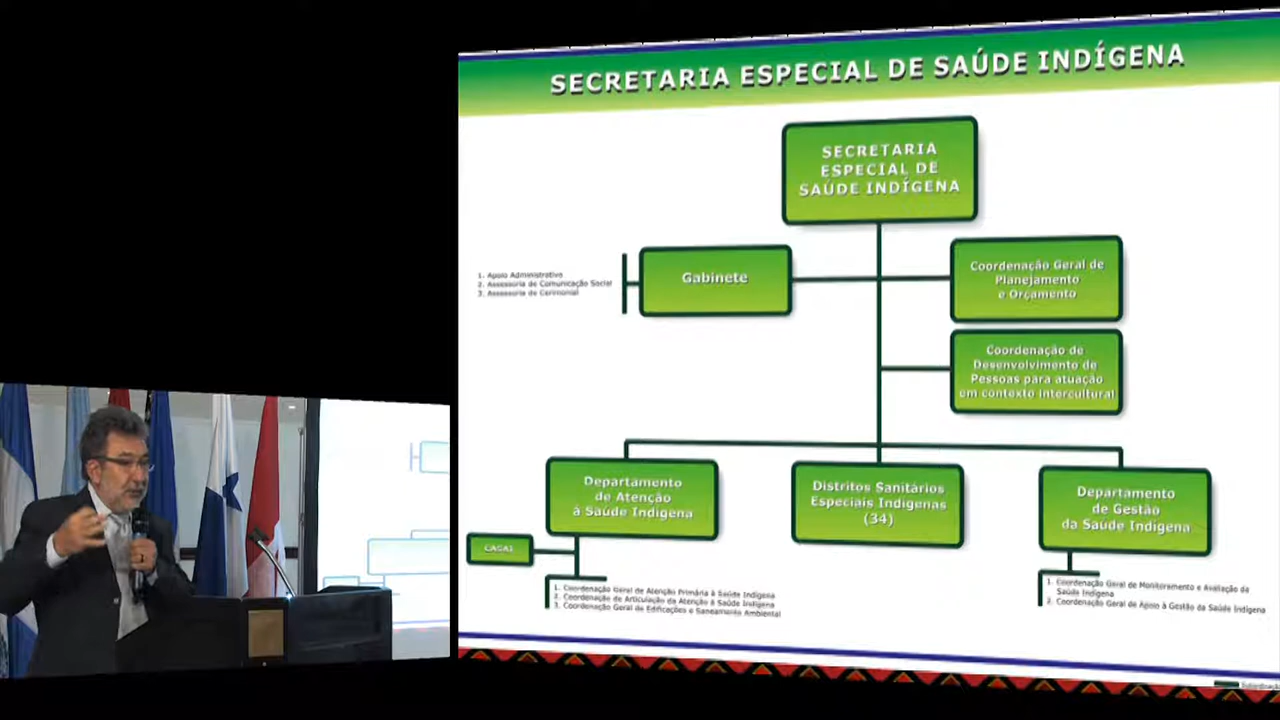 SECRETARIA ESPECIAL DE SAÚDE INDÍGENA
SECRETARIA
ESPECIAL DE
SAÚDE INDÍGENA
1. Apoio Administrativo
2. Assessoria de Comunicação Social
3. Assessoria de Cerimonial
Gabinete
Coordenação Geral de
Planejamento
e Orçamento
Coordenação de
Desenvolvimento de
Pessoas para atuação
em contexto intercultural
Departamento
de Atenção
à Saúde Indígena
Distritos Sanitários
Especiais Indígenas
(34)
Departamento
de Gestão
da Saúde Indígena
CASAI
1. Coordenação Geral de Atenção Primária à Saúde Indígena
2. Coordenação de Articulação da Atenção à Saúde Indígena
3. Coordenação Geral de Edificações e Saneamento Ambiental
1. Coordenação Geral de Monitoramento e Avaliação da
Saúde Indígena
2. Coordenação Geral de Apoio à Gestão da Saúde Indígena